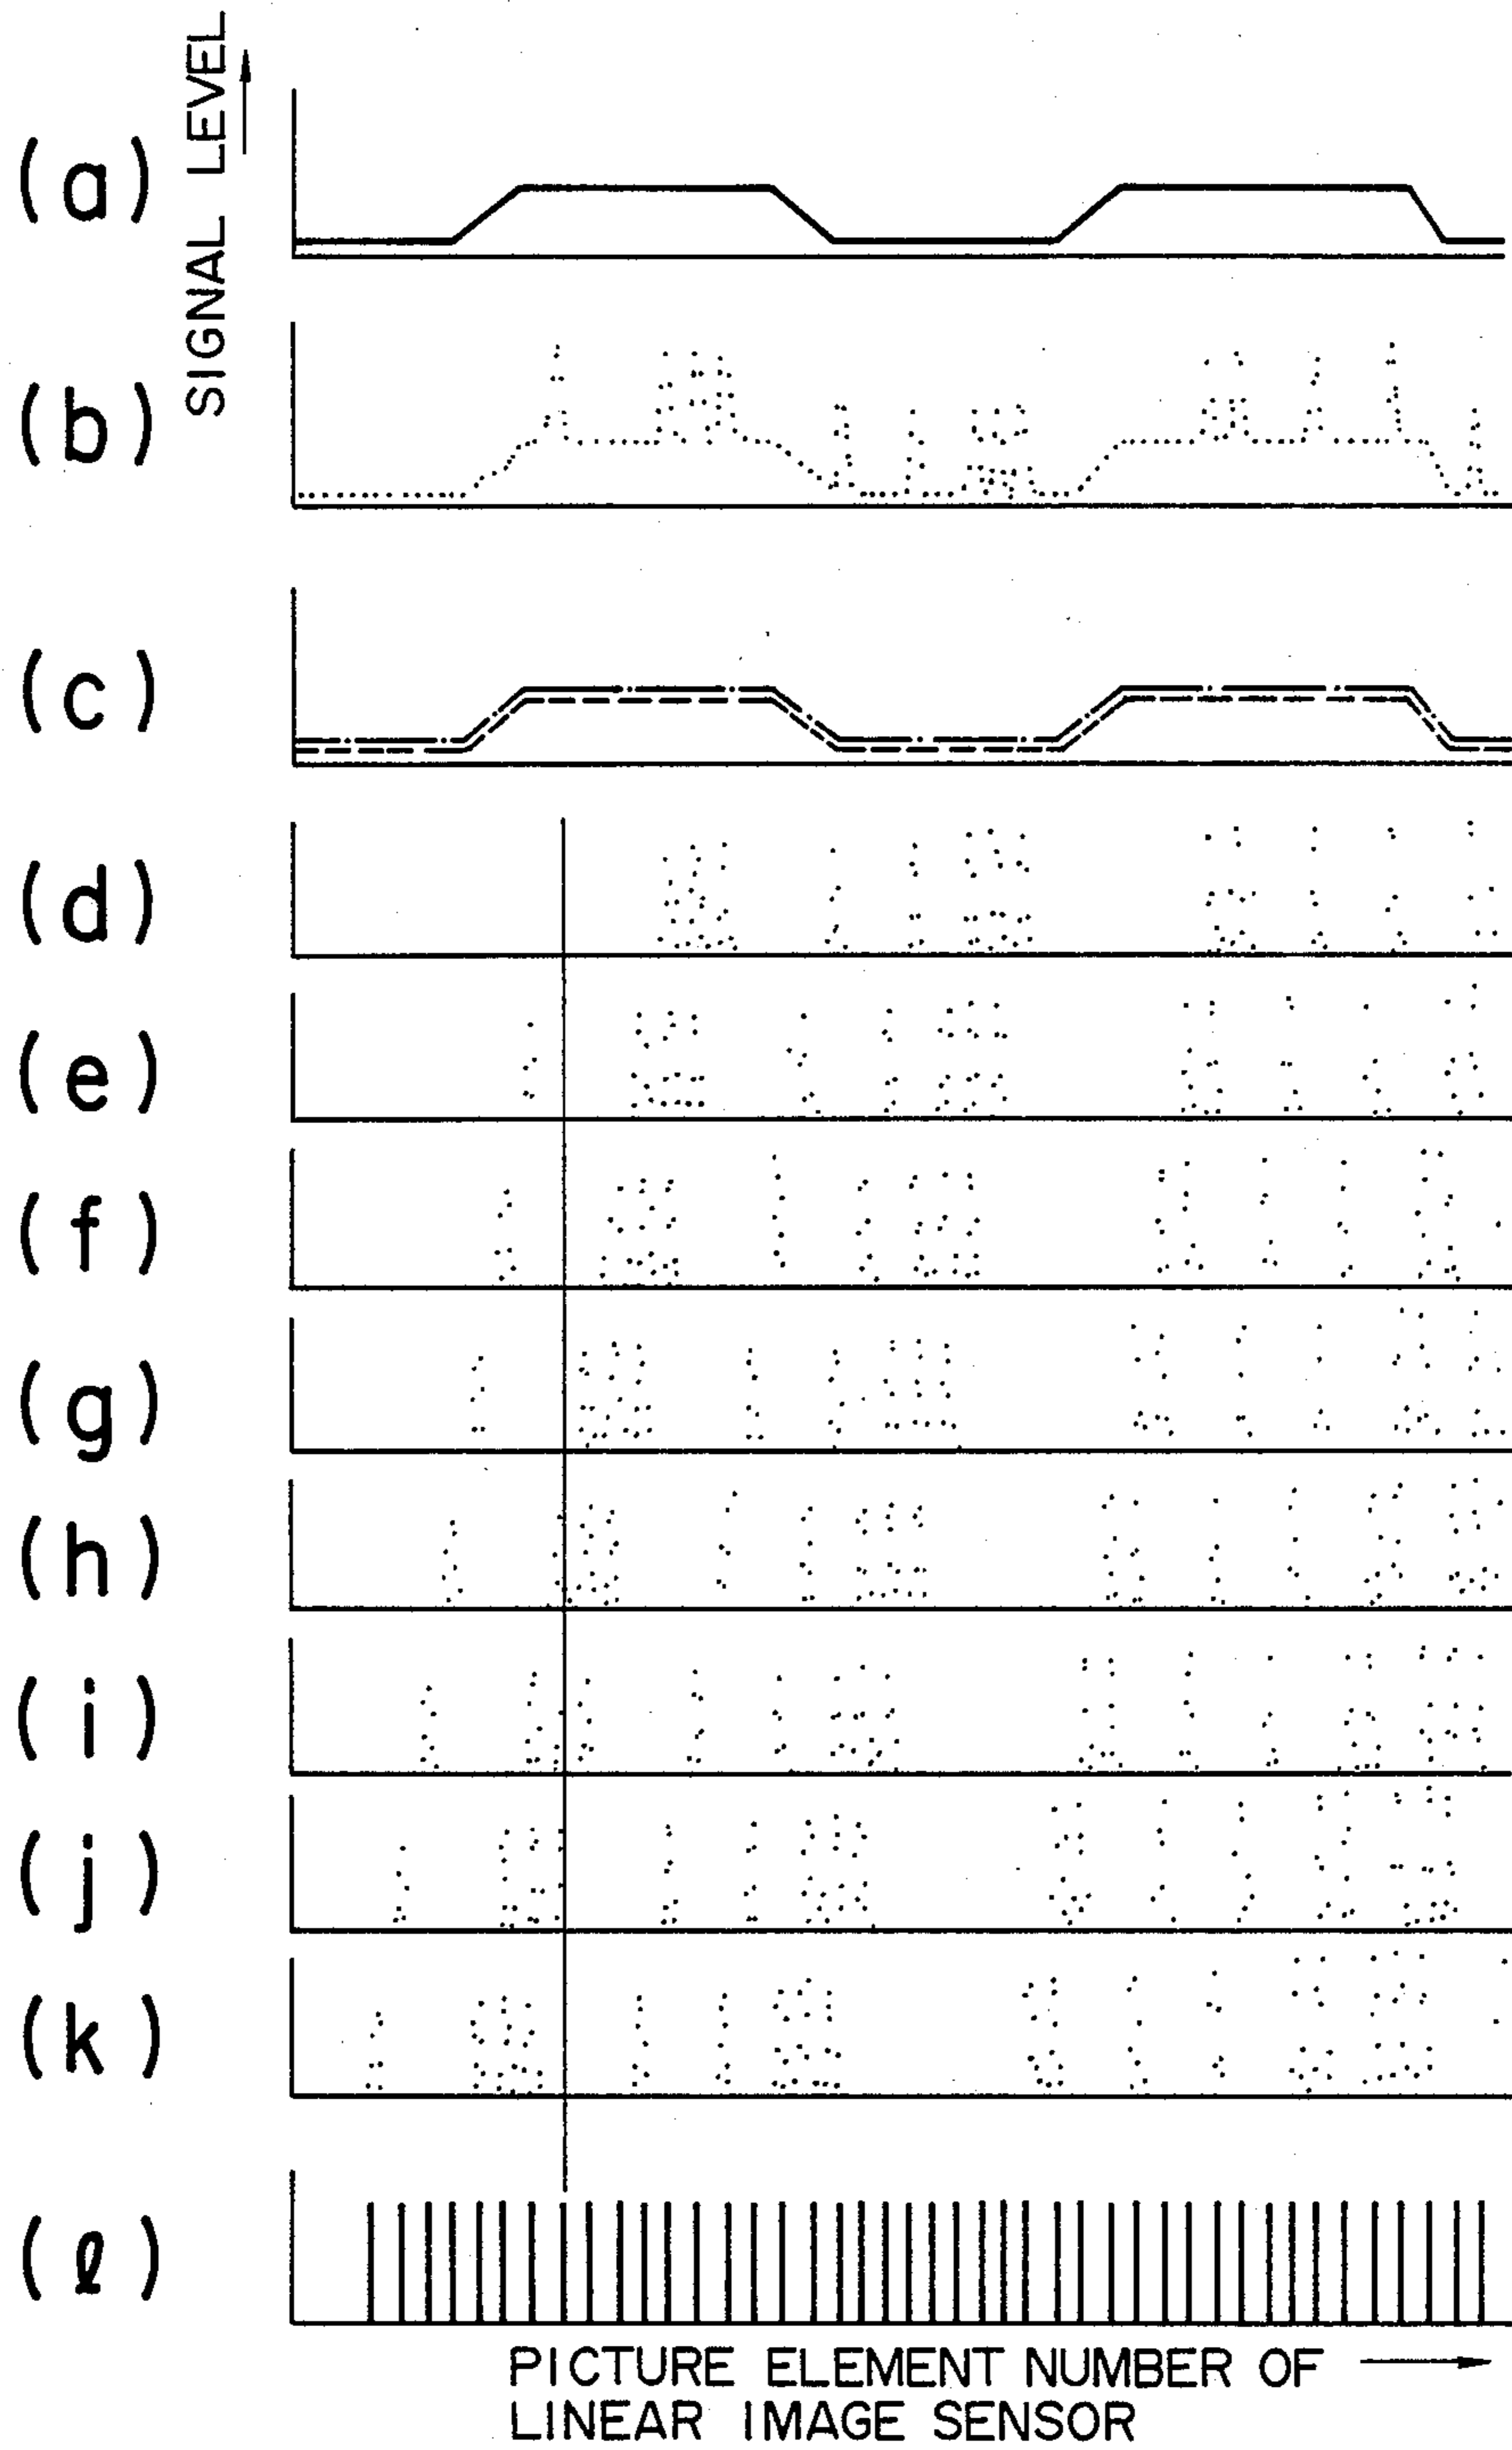 SIGNAL LEVEL
(a)
(b)
(c)
(d)
(e)
(f)
(g)
(h)
(i)
(j)
(k)
(ℓ)
PICTURE ELEMENT NUMBER OF
LINEAR IMAGE SENSOR